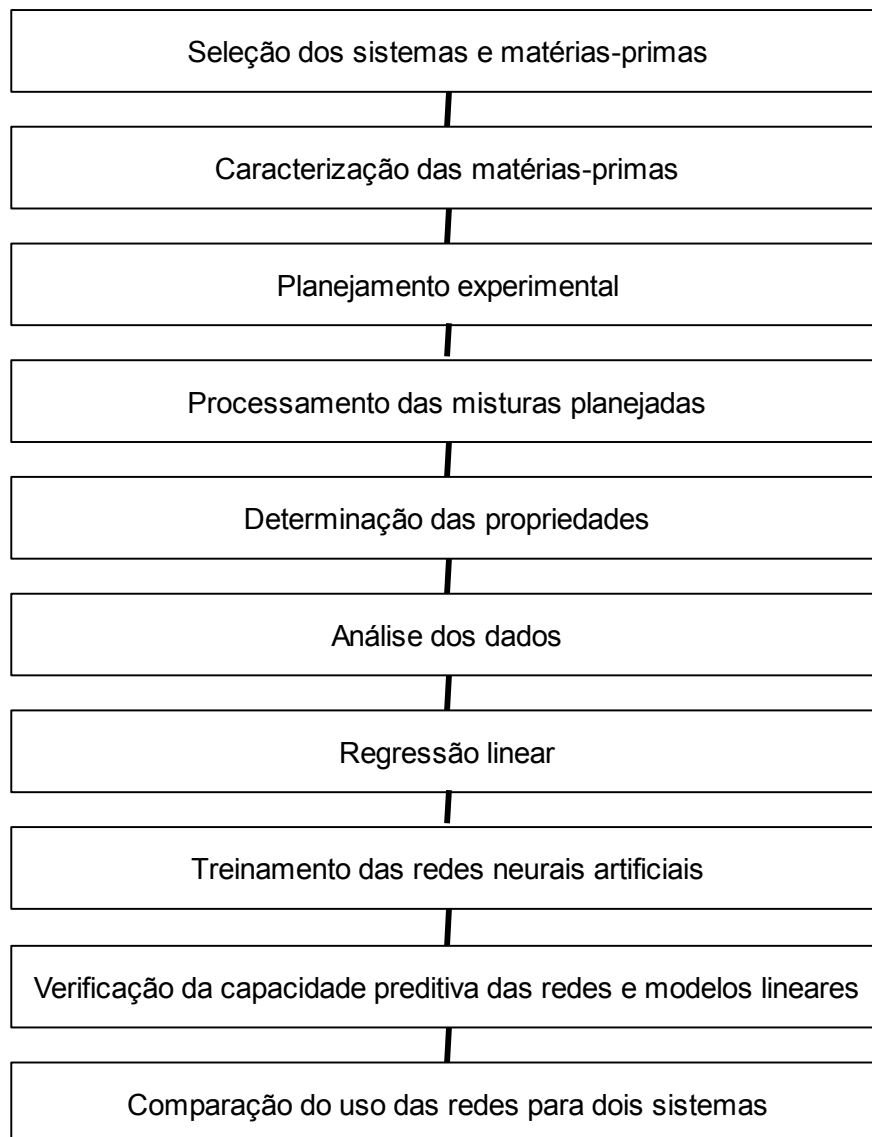 Seleção dos sistemas e matérias-primas
Caracterização das matérias-primas
Planejamento experimental
Processamento das misturas planejadas
Determinação das propriedades
Análise dos dados
Regressão linear
Treinamento das redes neurais artificiais
Verificação da capacidade preditiva das redes e modelos lineares
Comparação do uso das redes para dois sistemas